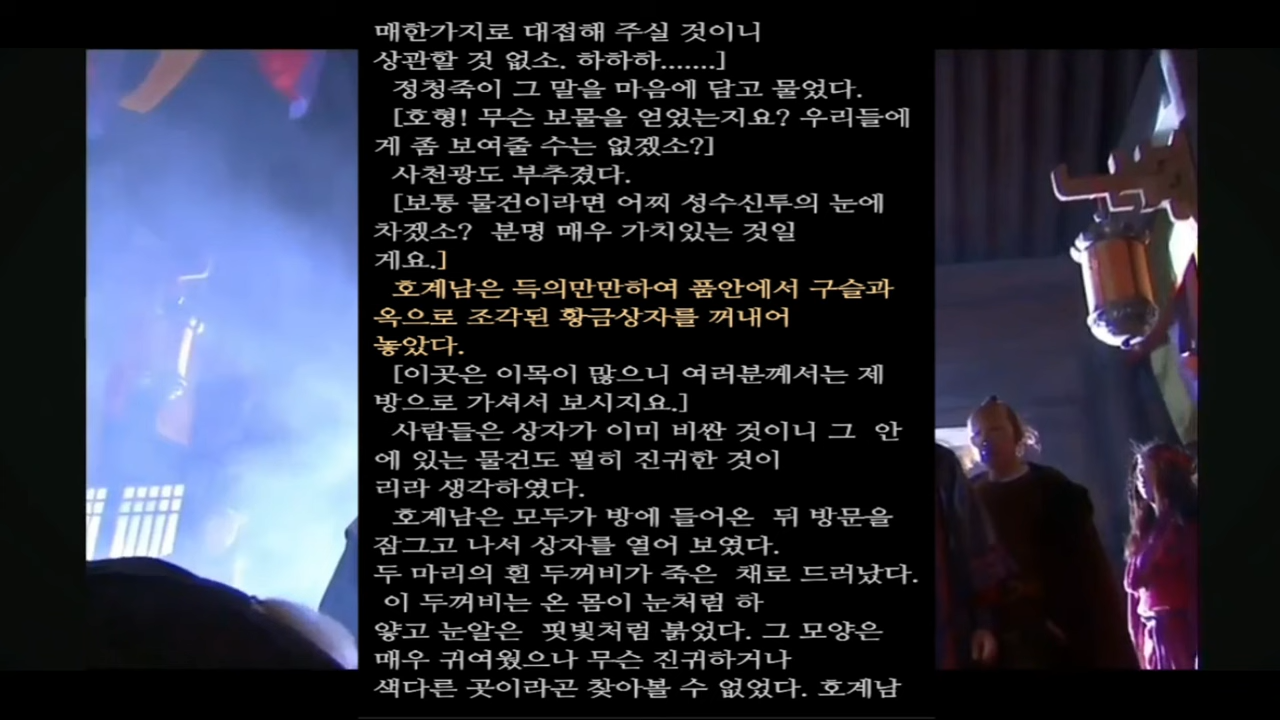 매한가지로 대접해 주실 것이니
상관할 것 없소. 하하하.......]
정청죽이 그 말을 마음에 담고 물었다.
[호형! 무슨 보물을 얻었는지요? 우리들에
게 좀 보여줄 수는 없겠소?]
사천광도 부추겼다.
[보통 물건이라면 어찌 성수신투의 눈에
차겠소? 분명 매우 가치있는 것일
게요.]
호계남은 득의만만하여 품안에서 구슬과
옥으로 조각된 황금상자를 꺼내어
놓았다.
[이곳은 이목이 많으니 여러분께서는 제
방으로 가셔서 보시지요.]
사람들은 상자가 이미 비싼 것이니 그 안
에 있는 물건도 필히 진귀한 것이
리라 생각하였다.
호계남은 모두가 방에 들어온 뒤 방문을
잠그고 나서 상자를 열어 보였다.
두 마리의 흰 두꺼비가 죽은 채로 드러났다.
이 두꺼비는 온 몸이 눈처럼 하
얗고 눈알은 핏빛처럼 붉었다. 그 모양은
매우 귀여웠으나 무슨 진귀하거나
색다른 곳이라곤 찾아볼 수 없었다. 호계남